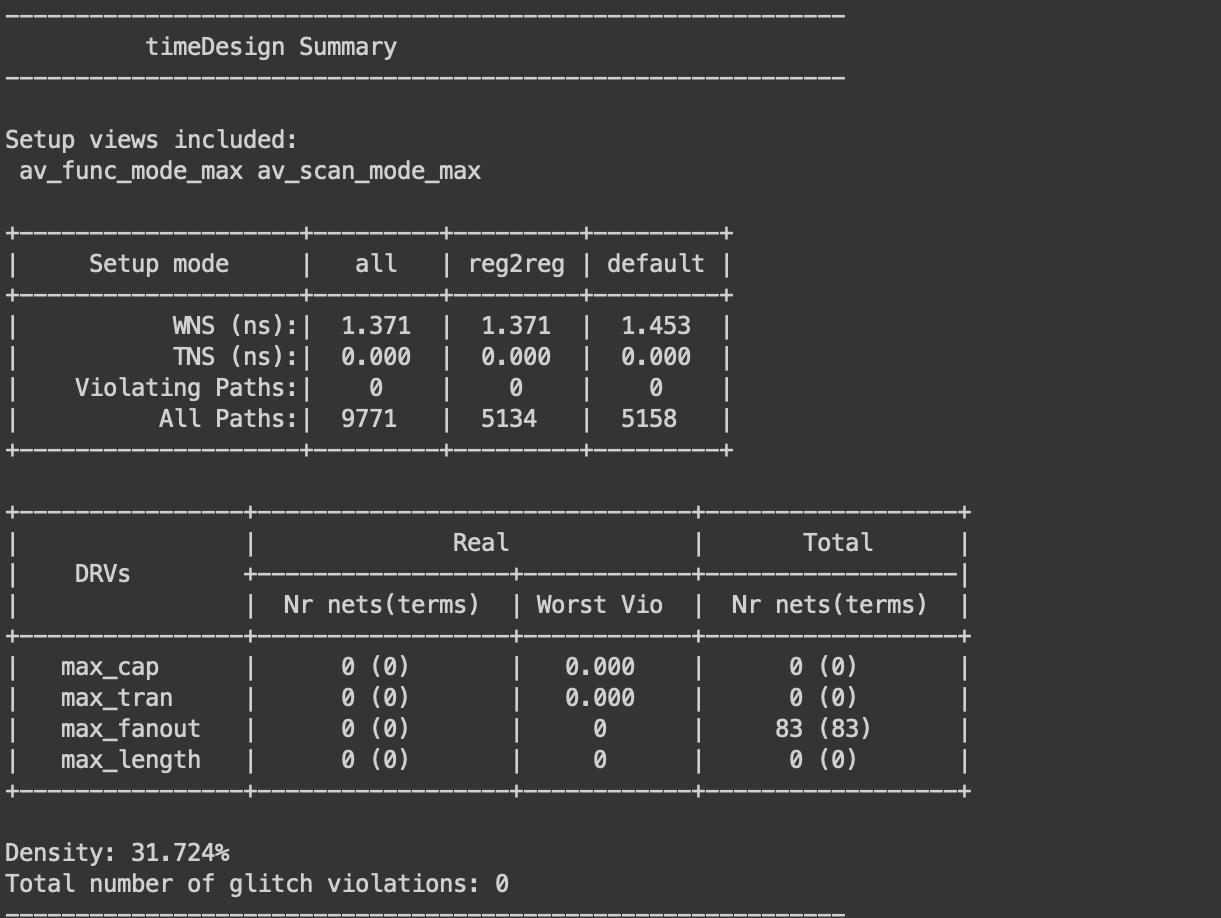 ------------------------------------------------------------
          timeDesign Summary
------------------------------------------------------------

Setup views included:
 av_func_mode_max av_scan_mode_max

+--------------------+---------+---------+---------+
|     Setup mode     |   all   | reg2reg | default |
+--------------------+---------+---------+---------+
|           WNS (ns):|  1.371  |  1.371  |  1.453  |
|           TNS (ns):|  0.000  |  0.000  |  0.000  |
|    Violating Paths:|    0    |    0    |    0    |
|          All Paths:|  9771   |  5134   |  5158   |
+--------------------+---------+---------+---------+

+----------------+-------------------------------+------------------+
|                |              Real             |       Total      |
|    DRVs        +------------------+------------+------------------|
|                |  Nr nets(terms)  | Worst Vio  |  Nr nets(terms)  |
+----------------+------------------+------------+------------------+
|   max_cap      |      0 (0)       |   0.000    |      0 (0)       |
|   max_tran     |      0 (0)       |   0.000    |      0 (0)       |
|   max_fanout   |      0 (0)       |     0      |     83 (83)      |
|   max_length   |      0 (0)       |     0      |      0 (0)       |
+----------------+------------------+------------+------------------+

Density: 31.724%
Total number of glitch violations: 0
------------------------------------------------------------